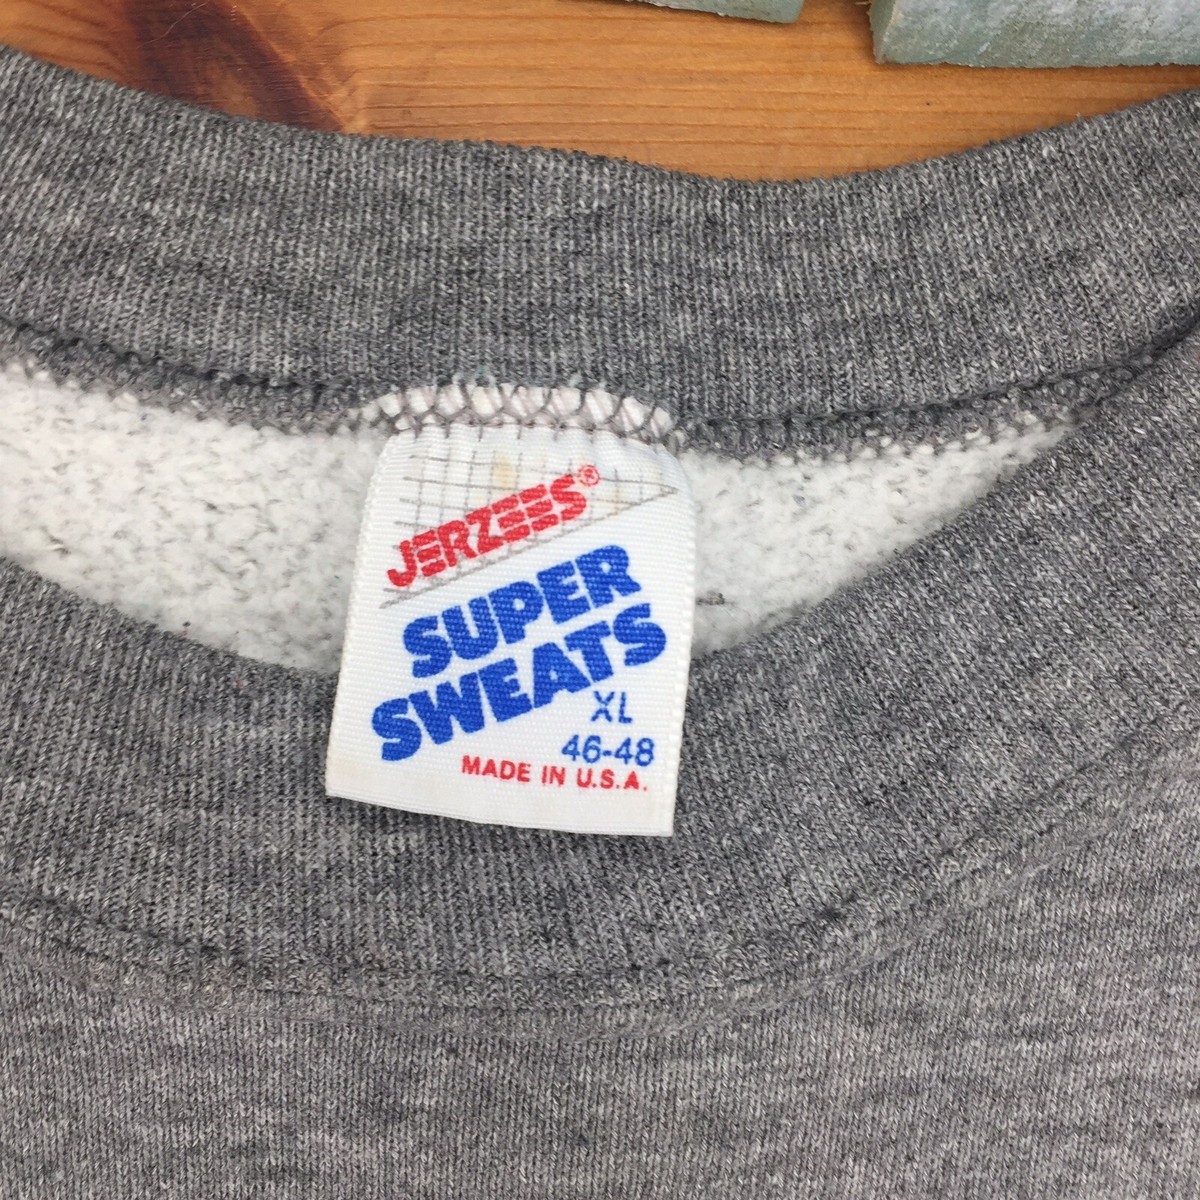 JERZEES®
SUPER
SWEATS
XL
46-48
MADE IN U.S.A.